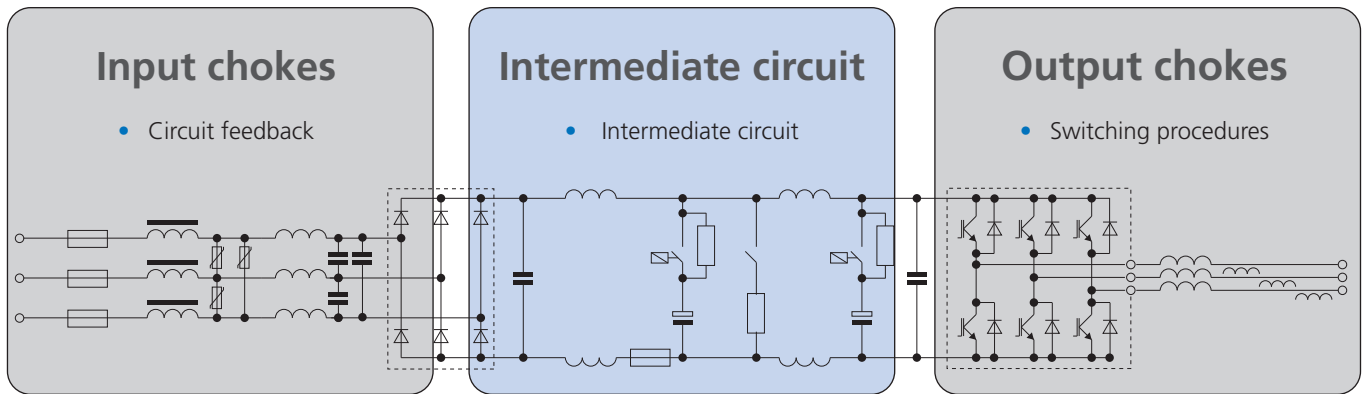 Input chokes
• Circuit feedback
Intermediate circuit
• Intermediate circuit
Output chokes
• Switching procedures